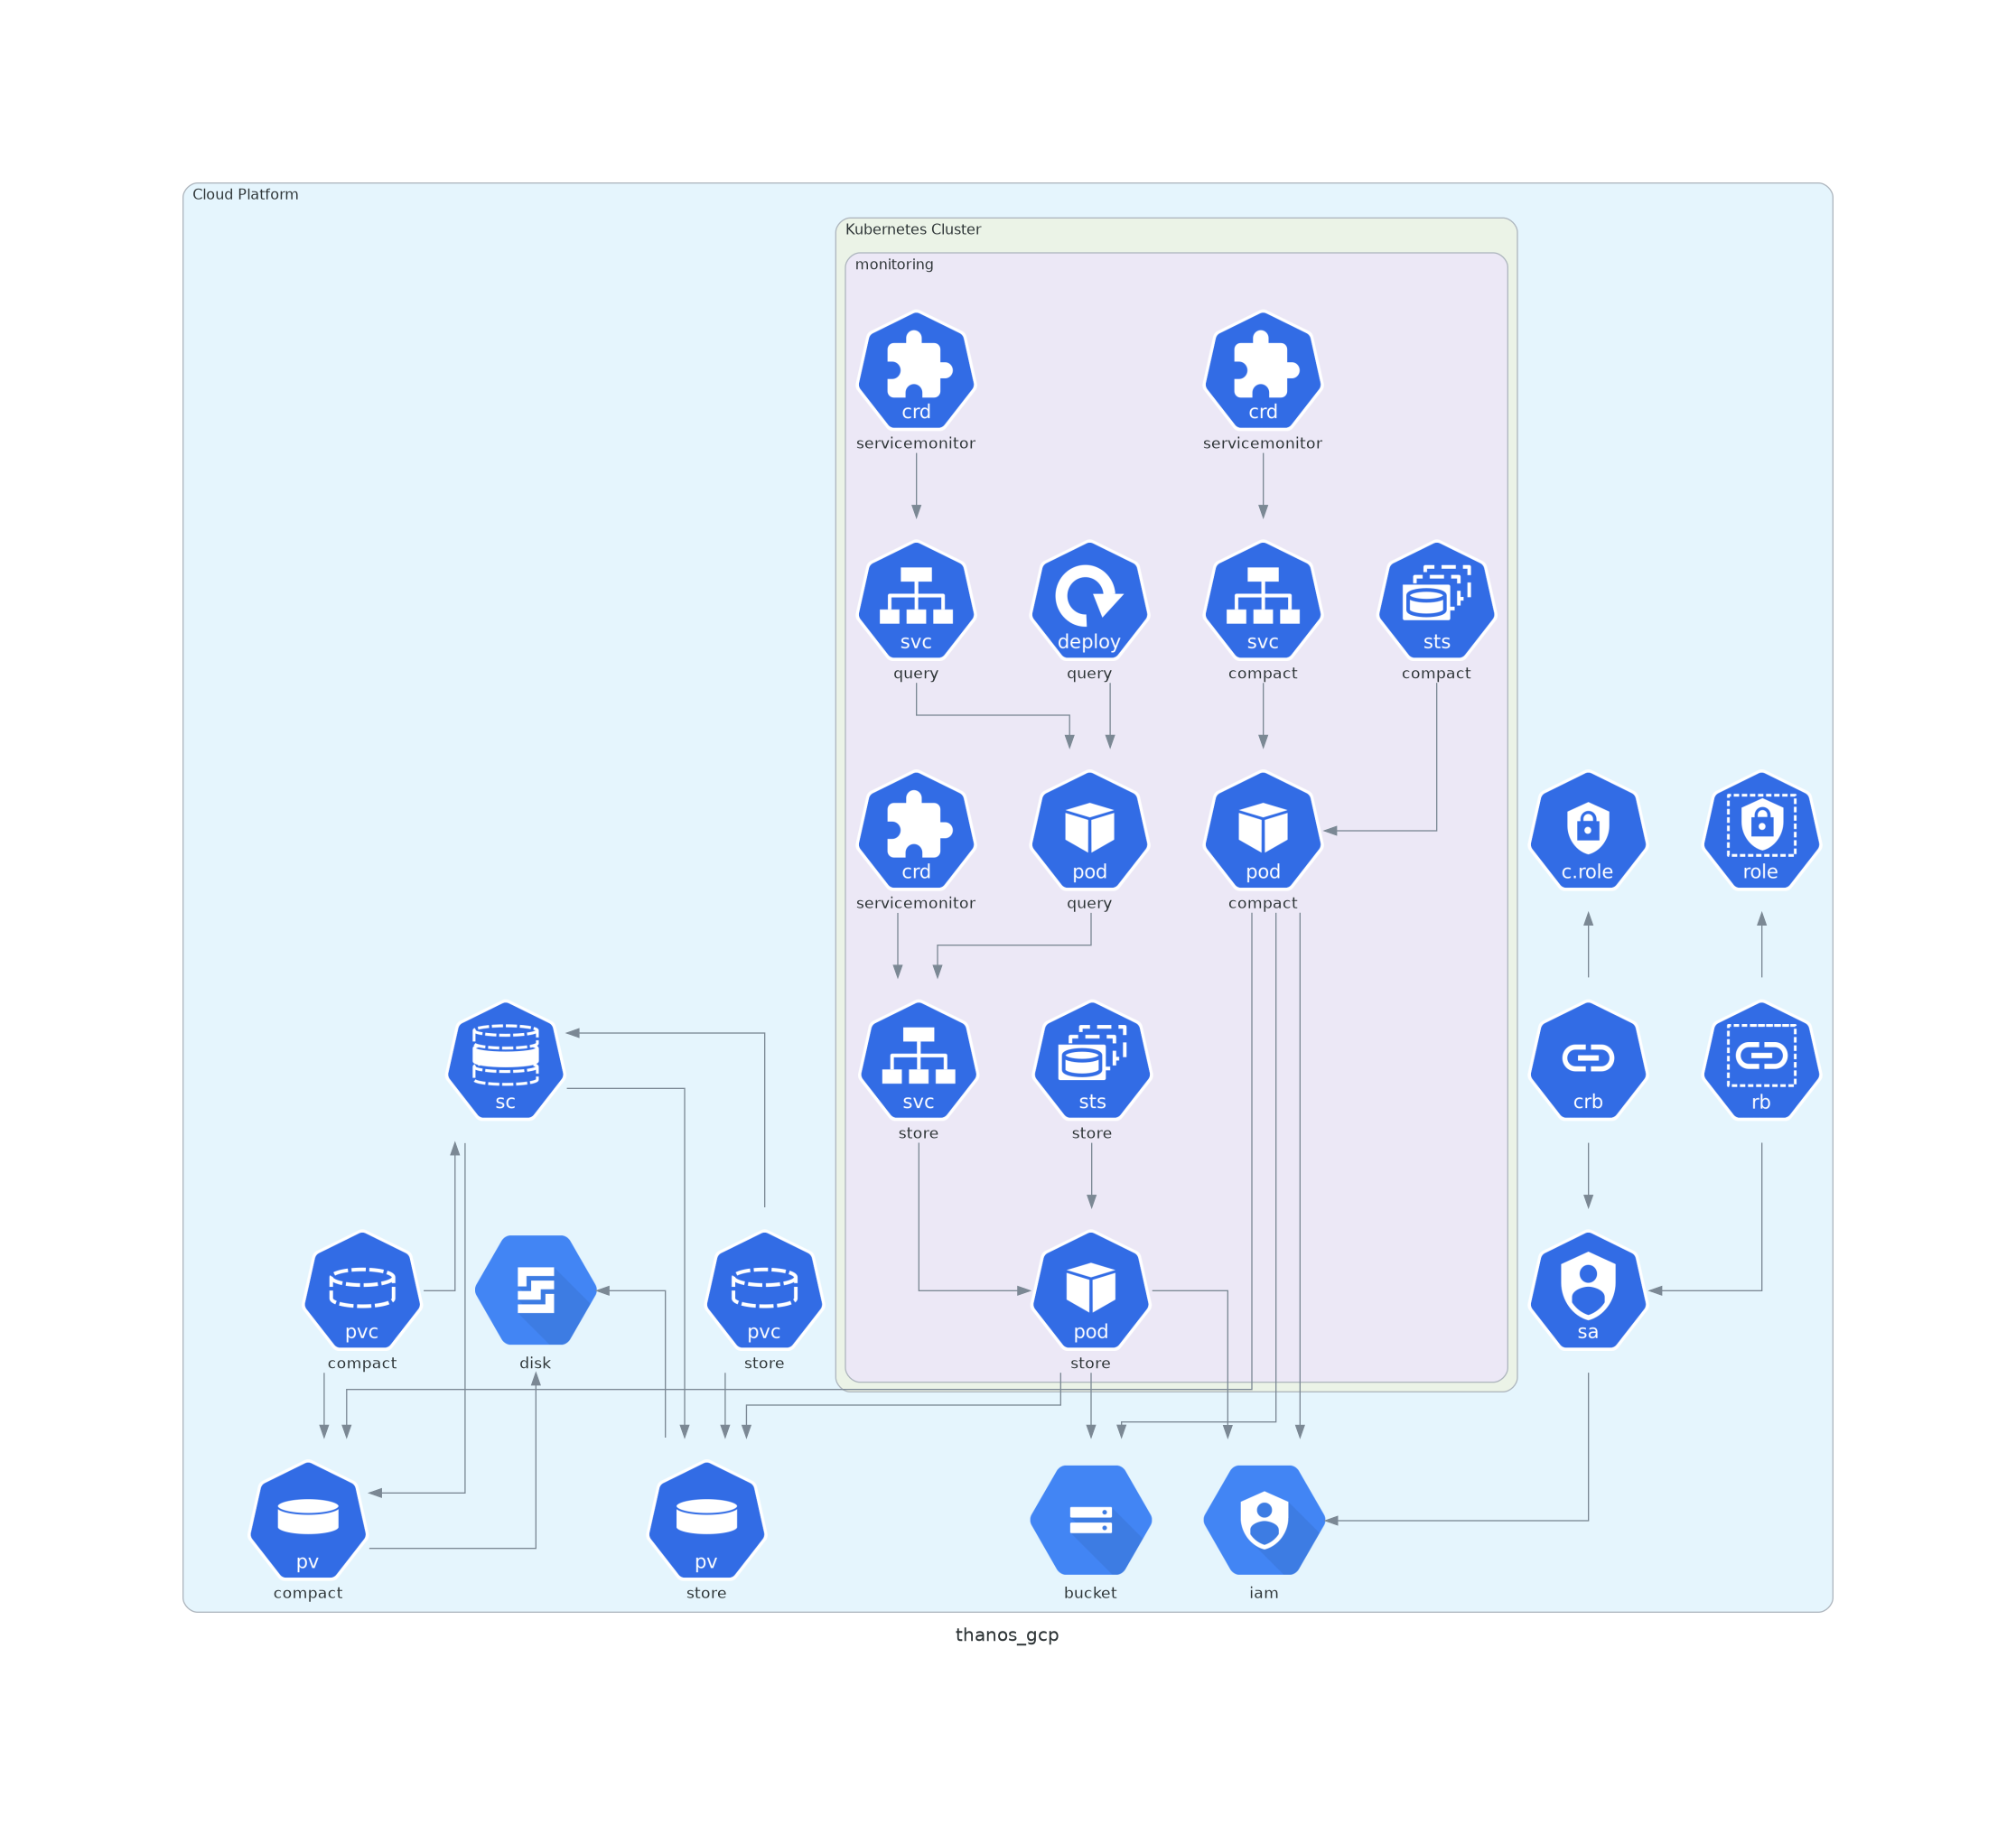 Cloud Platform
Kubernetes Cluster
monitoring
crd
servicemonitor
crd
servicemonitor
svc
query
deploy
query
svc
compact
sts
compact
crd
servicemonitor
pod
query
pod
compact
c.role
role
sc
svc
store
sts
store
crb
rb
pvc
compact
disk
pvc
store
pod
store
sa
pv
compact
pv
store
bucket
iam
thanos_gcp